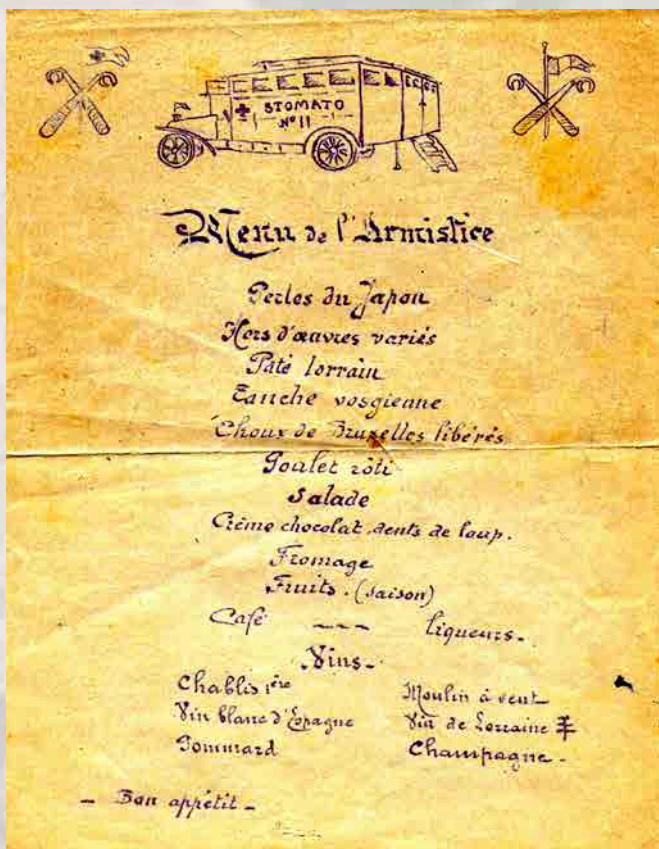 STOMATO
N° 11
Menu de l'Armistice
Perles du Japon
Hors d'œuvres variés
Pâté lorrain
Tanche vosgienne
Choux de Bruxelles libérés
Poulet rôti
Salade
Crème chocolat, dents de loup.
Fromage
Fruits. (saison)
Café --- liqueurs.
Vins.
Chablis 1ère Moulin à vent
Vin blanc d'Espagne Vin de Lorraine
Pommard Champagne.
- Bon appétit -